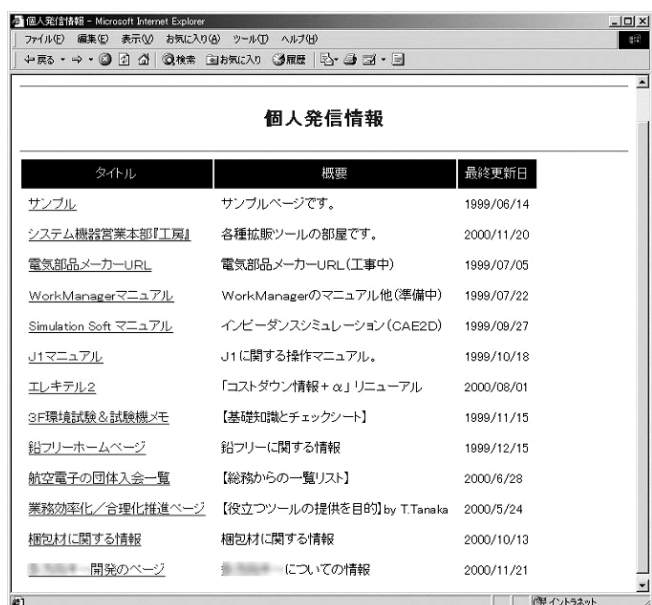 個人発信情報 - Microsoft Internet Explorer
ファイル(F) 編集(E) 表示(V) お気に入り(A) ツール(T) ヘルプ(H)
戻る 検索 お気に入り 履歴
個人発信情報
タイトル 概要 最終更新日
サンプル サンプルページです。 1999/06/14
システム機器営業本部『工房』 各種拡販ツールの部屋です。 2000/11/20
電気部品メーカーURL 電気部品メーカーURL(工事中) 1999/07/05
WorkManagerマニュアル WorkManagerのマニュアル他(準備中) 1999/07/22
Simulation Soft マニュアル インピーダンスシミュレーション(CAE2D) 1999/09/27
J1マニュアル J1に関する操作マニュアル。 1999/10/18
エレキテル2 「コストダウン情報+α」リニューアル 2000/08/01
3F環境試験&試験機メモ 【基礎知識とチェックシート】 1999/11/15
鉛フリーホームページ 鉛フリーに関する情報 1999/12/15
航空電子の団体入会一覧 【総務からの一覧リスト】 2000/6/28
業務効率化/合理化推進ページ 【役立つツールの提供を目的】by T.Tanaka 2000/5/24
梱包材に関する情報 梱包材に関する情報 2000/10/13
開発のページ についての情報 2000/11/21
イントラネット